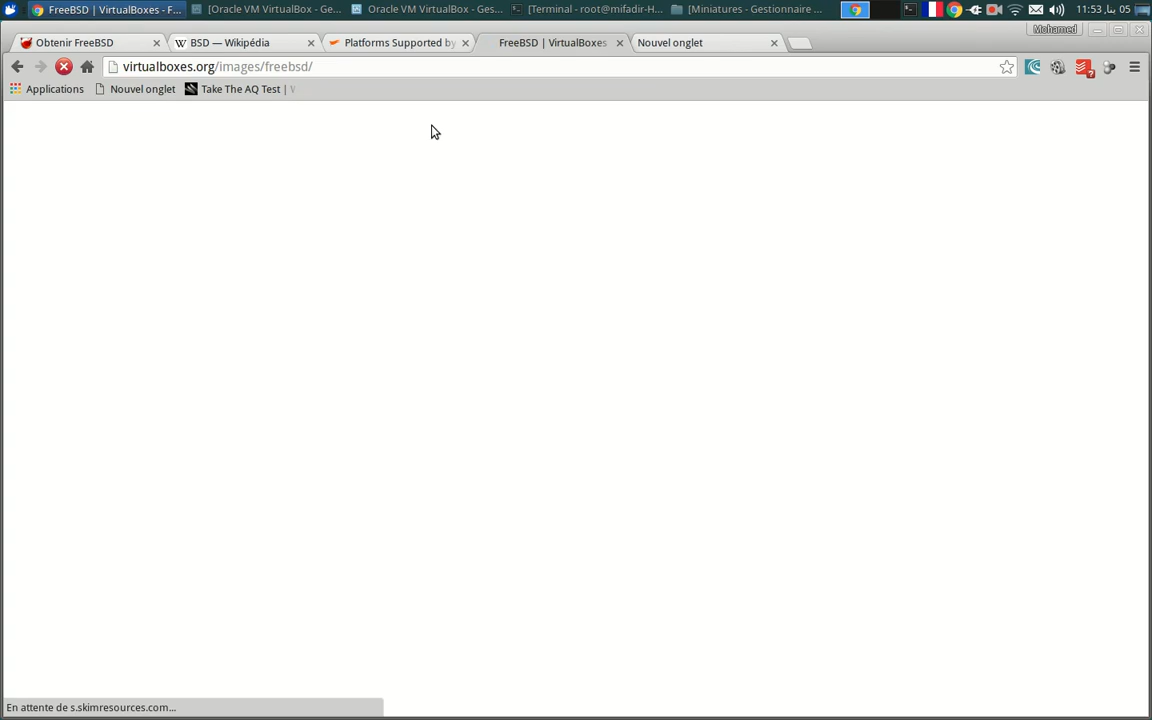 FreeBSD | VirtualBoxes - F... [Oracle VM VirtualBox - Ge... Oracle VM VirtualBox - Ges... [Terminal - root@mifadir-H... [Miniatures - Gestionnaire ... 11:53 ,بنا 05
Mohamed
Obtenir FreeBSD BSD — Wikipédia Platforms Supported by FreeBSD | VirtualBoxes Nouvel onglet
virtualboxes.org/images/freebsd/
Applications Nouvel onglet Take The AQ Test |
En attente de s.skimresources.com...